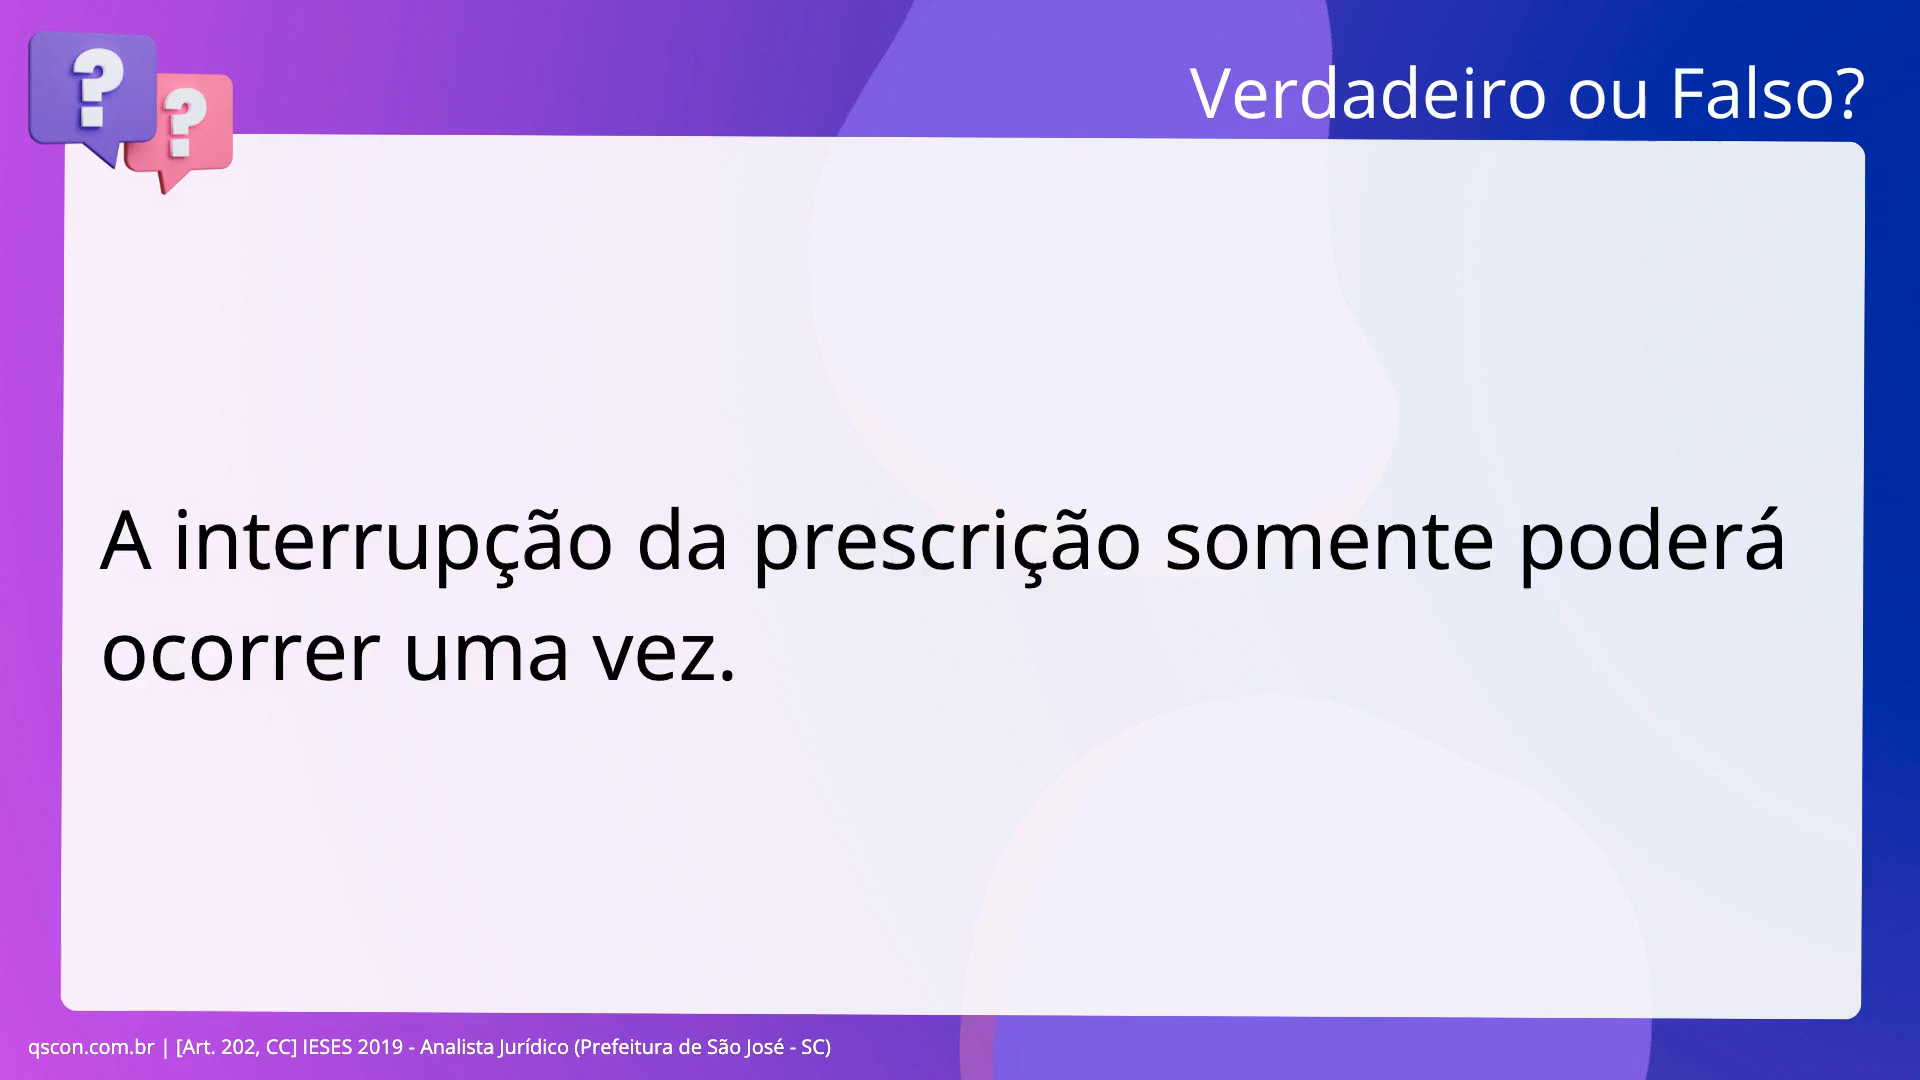 ?
?
Verdadeiro ou Falso?
A interrupção da prescrição somente poderá
ocorrer uma vez.
qscon.com.br | [Art. 202, CC] IESES 2019 - Analista Jurídico (Prefeitura de São José - SC)